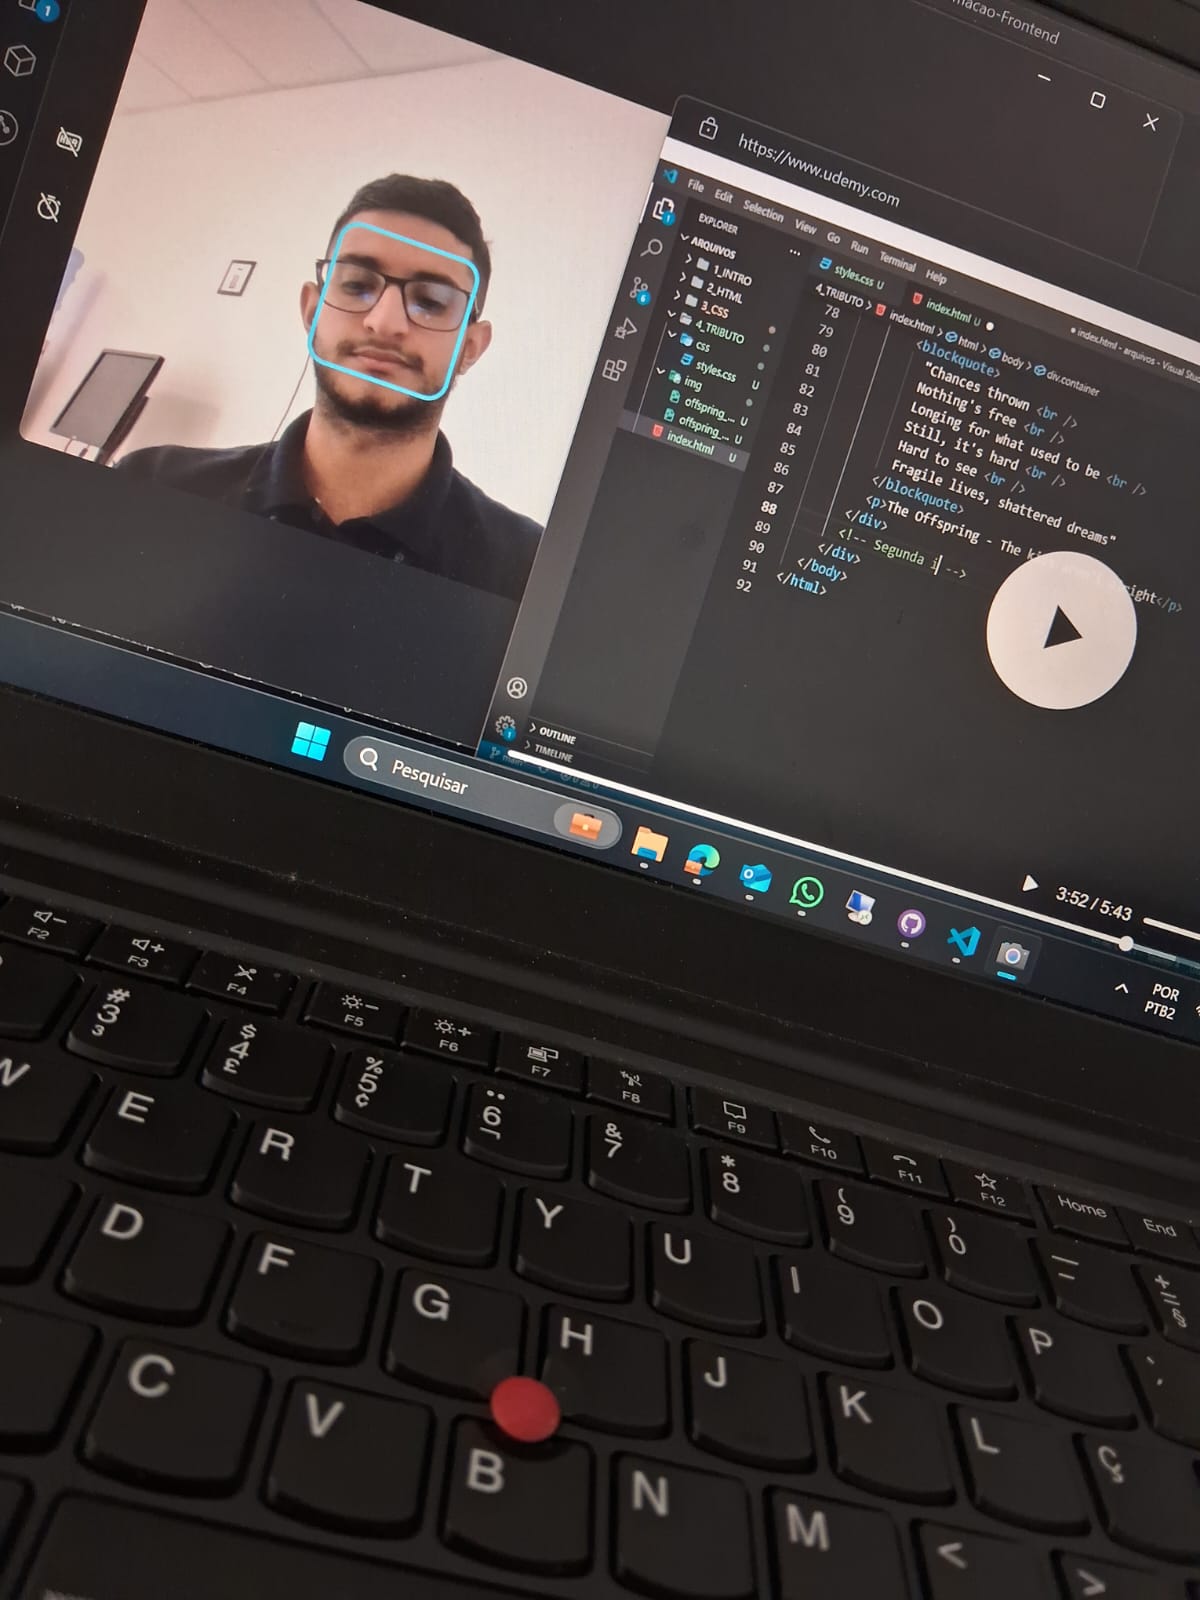 macao-Frontend
1
https://www.udemy.com
File Edit Selection View Go Run Terminal Help
EXPLORER
...
styles.css U
index.html U
index.html - arquivos - Visual Stu
ARQUIVOS
1_INTRO
2_HTML
3_CSS
4_TRIBUTO
css
styles.css U
img
offspring_... U
offspring_... U
index.html U
1
6
4_TRIBUTO > index.html > html > body > div.container
78 <blockquote>
79 "Chances thrown <br />
80 Nothing's free <br />
81 Longing for what used to be <br />
82 Still, it's hard <br />
83 Hard to see <br />
84 Fragile lives, shattered dreams"
85 </blockquote>
86 <p>The Offspring - The ight</p>
87 </div>
88 <!-- Segunda i -->
89 </div>
90 </body>
91 </html>
92
OUTLINE
TIMELINE
1
main
3:52 / 5:43
Pesquisar
POR
PTB2
F2 F3 F4 F5 F6 F7 F8 F9 F10 F11 F12 Home End
# 3 ³ $ 4 £ % 5 ¢ ¨ 6 ¬ & 7 * 8 ( 9 ) 0 _ - + = §
W E R T Y U I O P
D F G H J K L Ç
C V B N M < >